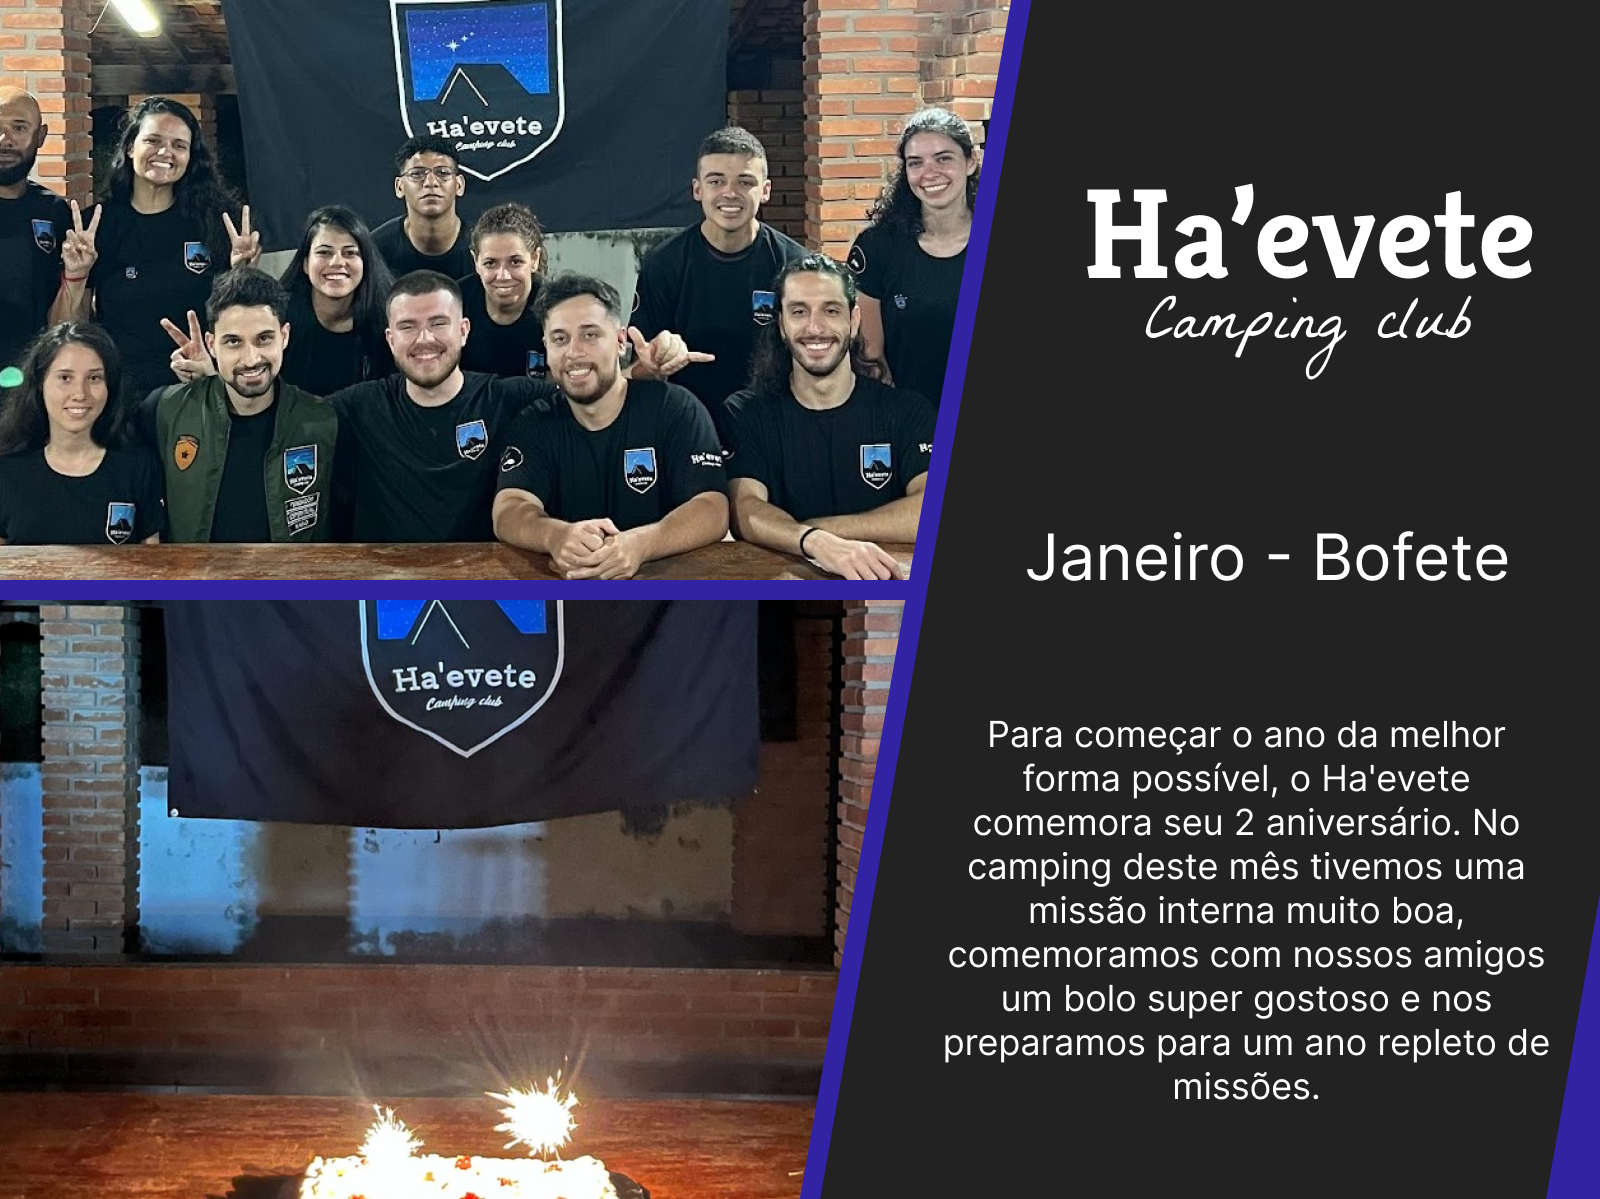 Ha'evete
Camping club
Ha'evete
Camping club
Ha’evete
Camping club
Janeiro - Bofete
Para começar o ano da melhor
forma possível, o Ha'evete
comemora seu 2 aniversário. No
camping deste mês tivemos uma
missão interna muito boa,
comemoramos com nossos amigos
um bolo super gostoso e nos
preparamos para um ano repleto de
missões.